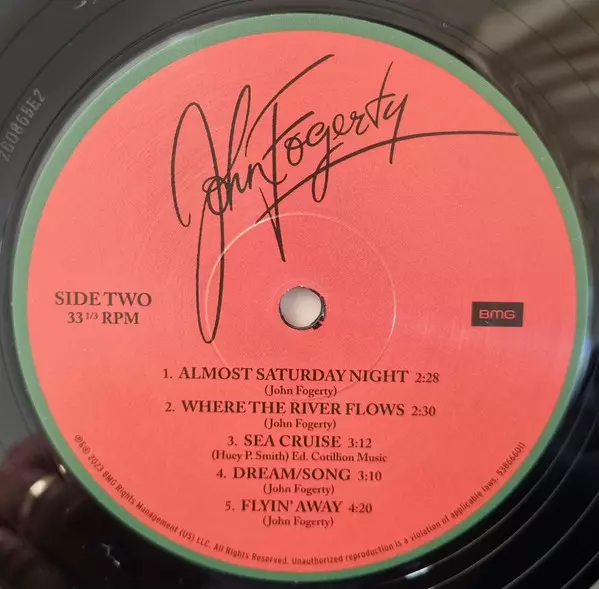 John Fogerty
SIDE TWO
33 1/3 RPM
BMG
1. ALMOST SATURDAY NIGHT 2:28
(John Fogerty)
2. WHERE THE RIVER FLOWS 2:30
(John Fogerty)
3. SEA CRUISE 3:12
(Huey P. Smith) Ed. Cotillion Music
4. DREAM/SONG 3:10
(John Fogerty)
5. FLYIN' AWAY 4:20
(John Fogerty)
℗© 2023 BMG Rights Management (US) LLC. All Rights Reserved. Unauthorized reproduction is a violation of applicable laws. 538666011
260865E2